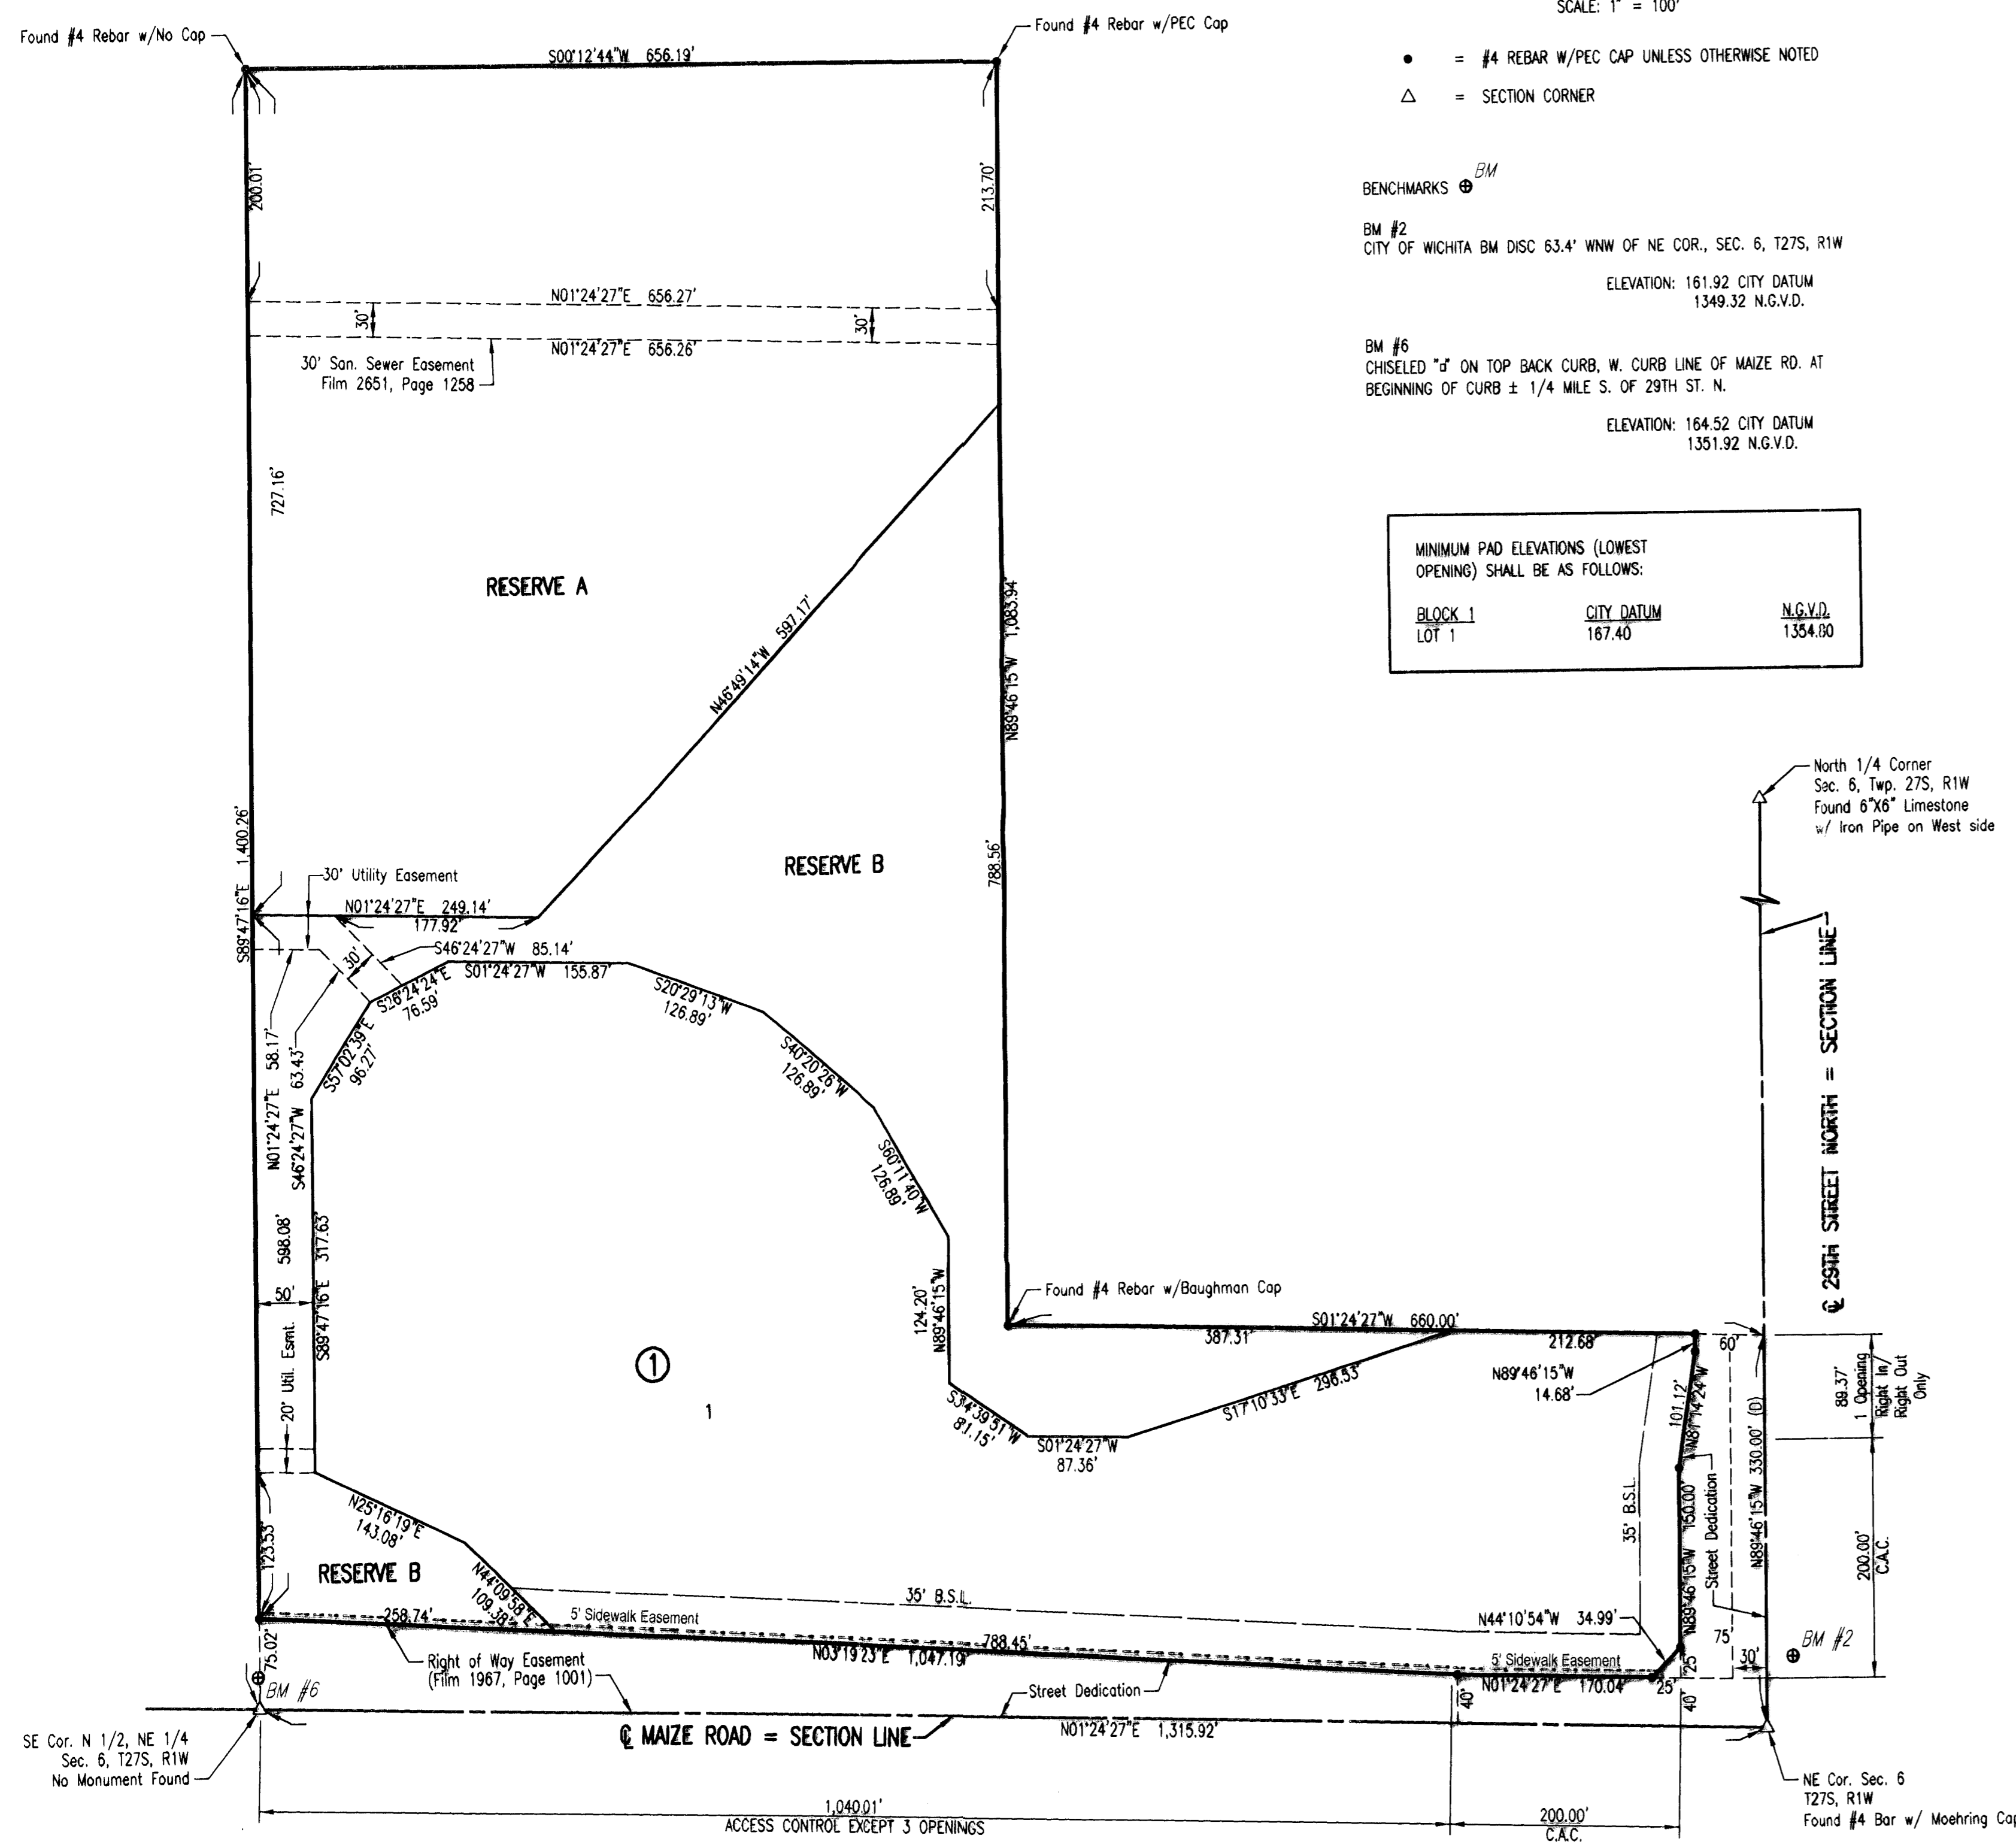 SCALE: 1" = 100'
Found #4 Rebar w/No Cap
Found #4 Rebar w/PEC Cap
S00°12'44"W 656.19'
● = #4 REBAR W/PEC CAP UNLESS OTHERWISE NOTED
△ = SECTION CORNER
200.01'
213.70'
BENCHMARKS ⊕ BM
BM #2
CITY OF WICHITA BM DISC 63.4' WNW OF NE COR., SEC. 6, T27S, R1W
ELEVATION: 161.92 CITY DATUM
1349.32 N.G.V.D.
BM #6
CHISELED "□" ON TOP BACK CURB, W. CURB LINE OF MAIZE RD. AT
BEGINNING OF CURB ± 1/4 MILE S. OF 29TH ST. N.
ELEVATION: 164.52 CITY DATUM
1351.92 N.G.V.D.
N01°24'27"E 656.27'
30'
30'
N01°24'27"E 656.26'
30' San. Sewer Easement
Film 2651, Page 1258
727.16'
RESERVE A
N46°49'14"W 597.17'
N89°46'15"W 1,083.94'
MINIMUM PAD ELEVATIONS (LOWEST
OPENING) SHALL BE AS FOLLOWS:
BLOCK 1 CITY DATUM N.G.V.D.
LOT 1 167.40 1354.80
North 1/4 Corner
Sec. 6, Twp. 27S, R1W
Found 6"X6" Limestone
w/ Iron Pipe on West side
S89°47'16"E 1,400.26'
RESERVE B
788.56'
30' Utility Easement
N01°24'27"E 249.14'
177.92'
S46°24'27"W 85.14'
30'
S26°24'24"E
76.59'
S01°24'27"W 155.87'
S20°29'13"W
126.89'
S57°02'39"E
96.27'
S40°20'26"W
126.89'
N01°24'27"E 58.17'
S46°24'27"W 63.43'
S60°11'40"W
126.89'
℄ 29TH STREET NORTH = SECTION LINE
598.08'
S89°47'16"E 317.63'
50'
20' Util. Esmt.
124.20'
N89°46'15"W
Found #4 Rebar w/Baughman Cap
S01°24'27"W 660.00'
387.31'
212.68'
60'
N89°46'15"W
14.68'
S34°39'51"W
81.15'
S17°10'33"E 296.53'
S01°24'27"W
87.36'
101.12'
N81°14'24"W
89.37'
1 Opening
Right In/
Right Out
Only
N89°46'15"W 330.00' (D)
1
1
35' B.S.L.
N89°46'15"W 150.00'
Street Dedication
200.00'
C.A.C.
N25°16'19"E
143.08'
123.53'
RESERVE B
N44°09'58"E
109.38'
35' B.S.L.
258.74'
5' Sidewalk Easement
N44°10'54"W 34.99'
75'
30'
BM #2
788.45'
N03°19'23"E 1,047.19'
5' Sidewalk Easement
N01°24'27"E 170.04'
25'
25'
75.02'
Right of Way Easement
(Film 1967, Page 1001)
BM #6
Street Dedication
40'
40'
℄ MAIZE ROAD = SECTION LINE
N01°24'27"E 1,315.92'
SE Cor. N 1/2, NE 1/4
Sec. 6, T27S, R1W
No Monument Found
NE Cor. Sec. 6
T27S, R1W
Found #4 Bar w/ Moehring Cap
1,040.01'
ACCESS CONTROL EXCEPT 3 OPENINGS
200.00'
C.A.C.